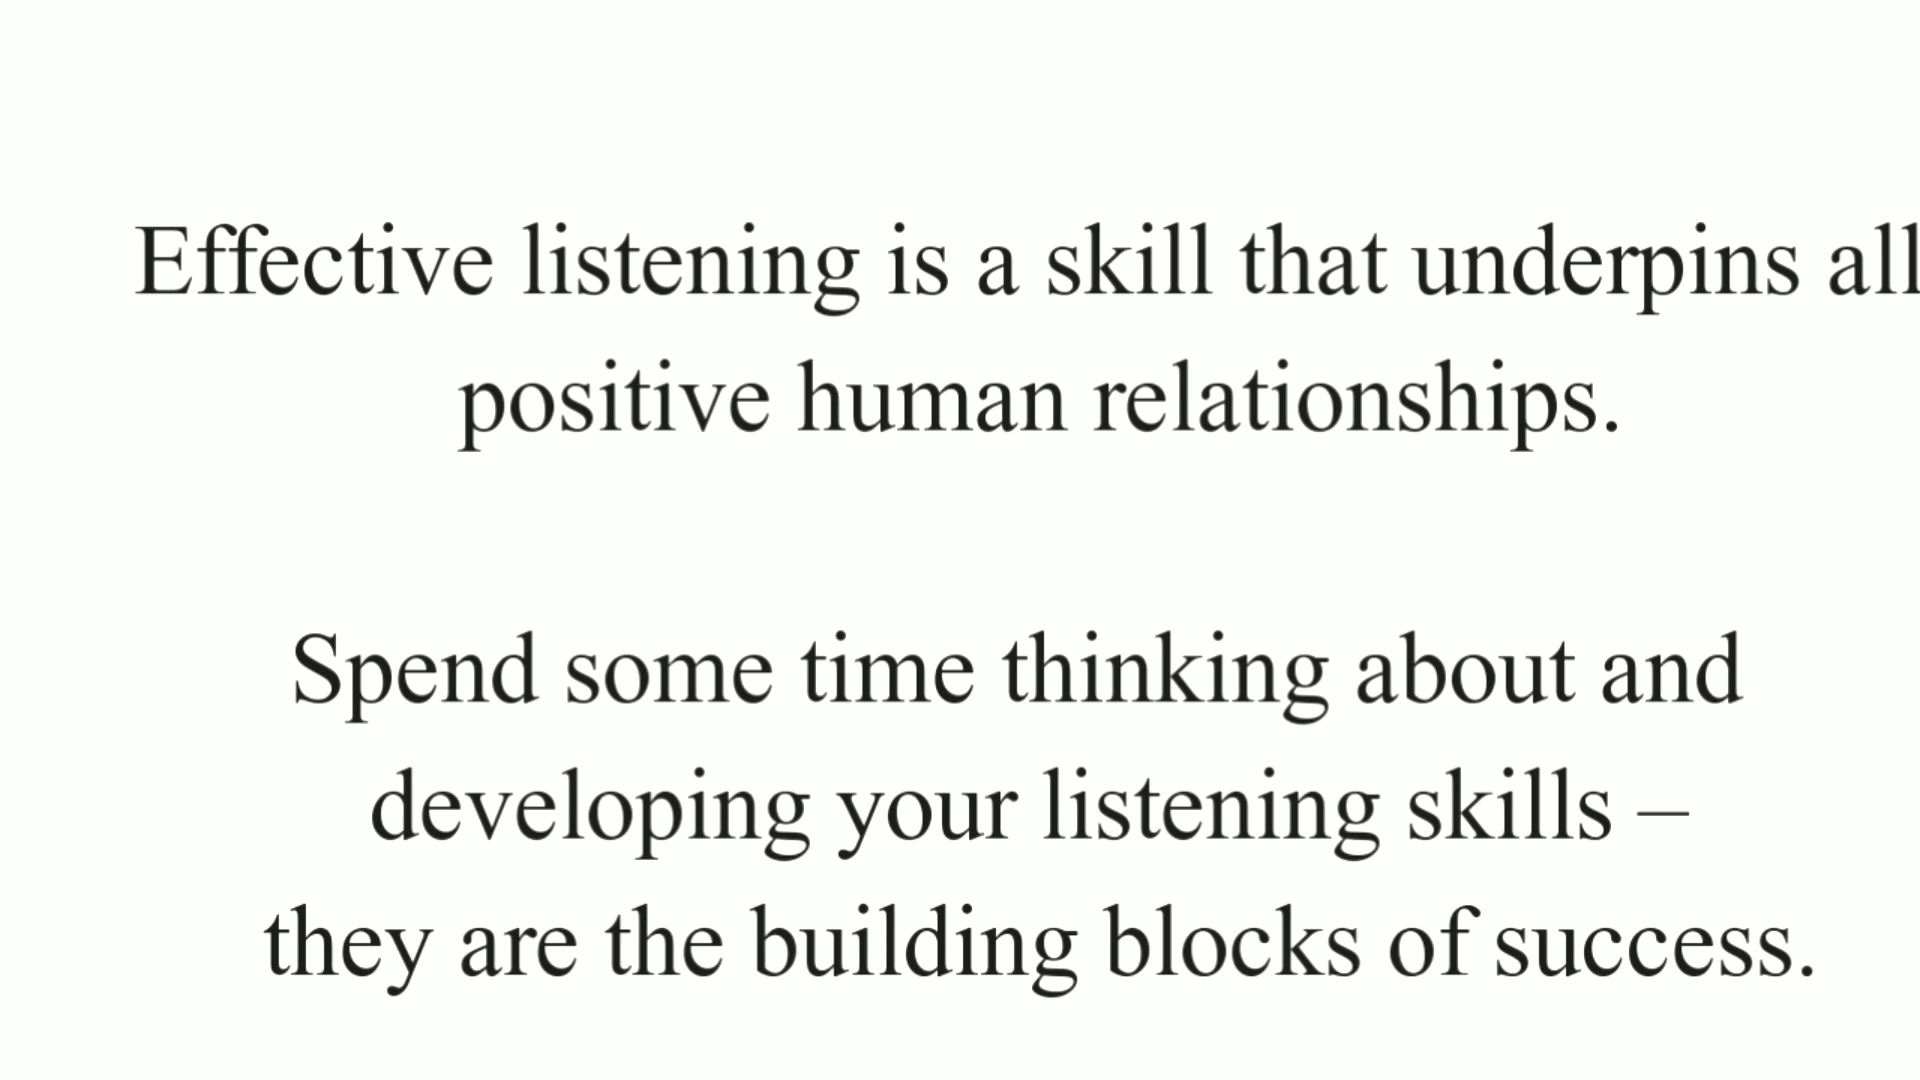 Effective listening is a skill that underpins all
positive human relationships.
Spend some time thinking about and
developing your listening skills –
they are the building blocks of success.